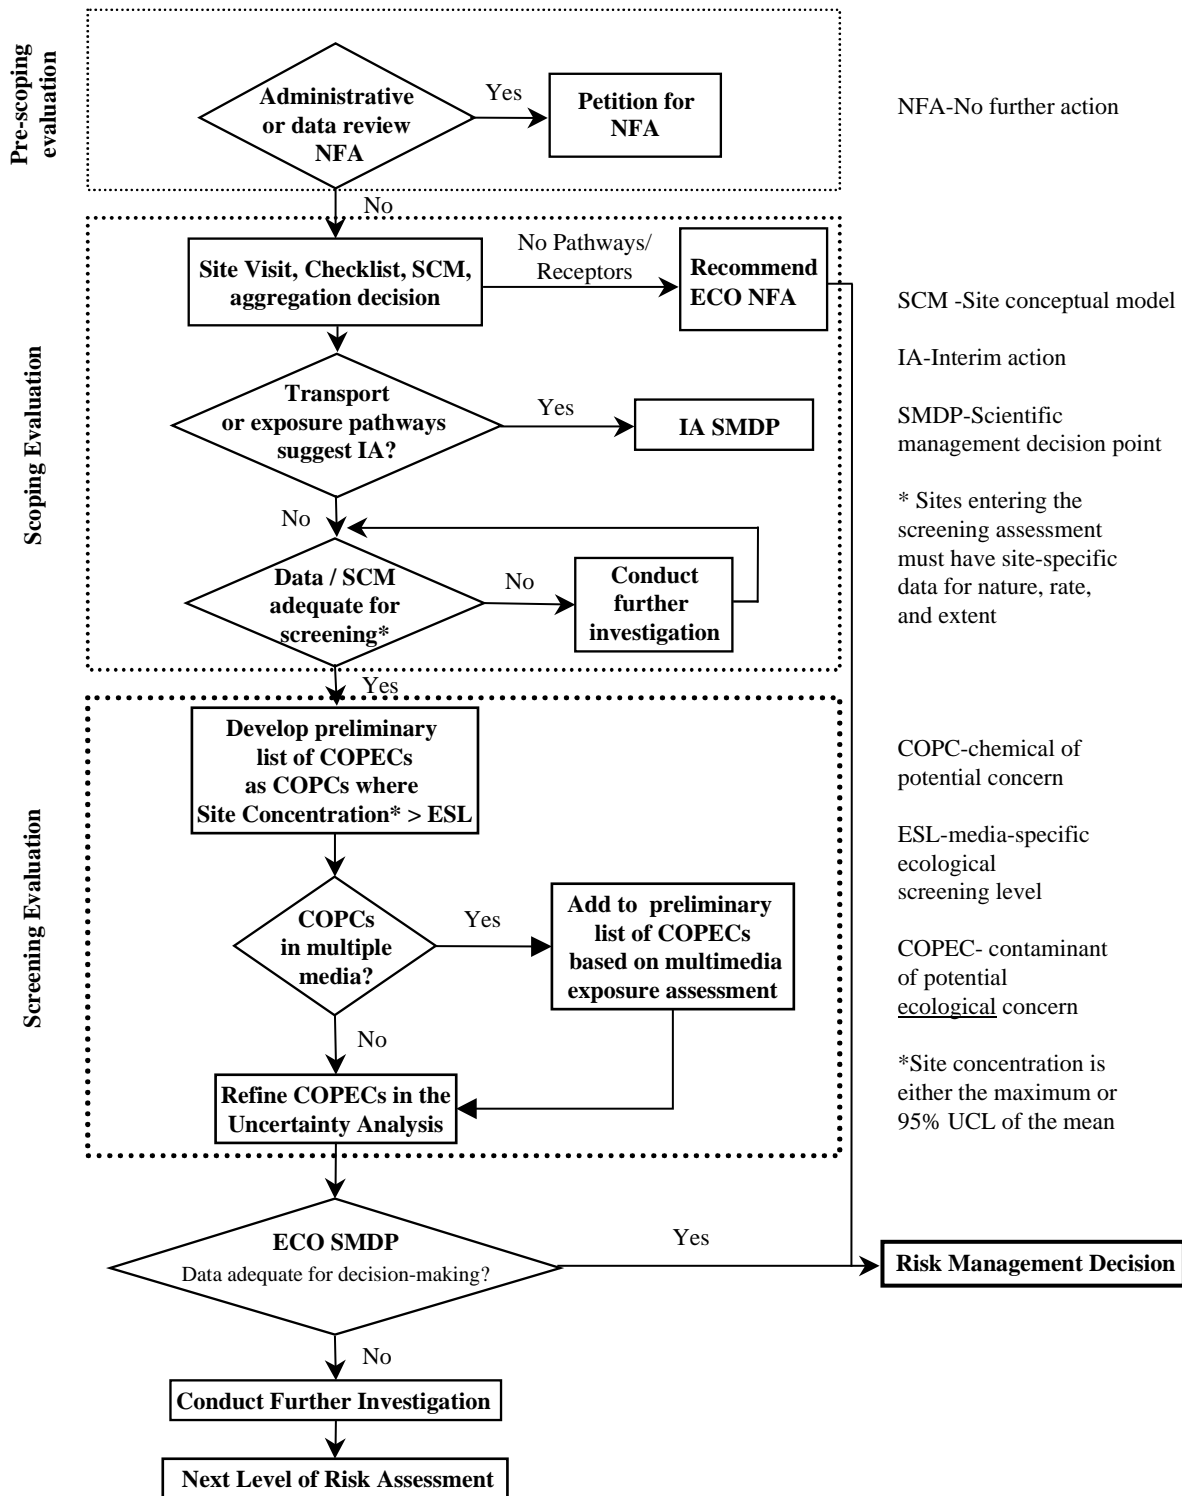 Pre-scoping
evaluation
Administrative
or data review
NFA
Yes
Petition for
NFA
NFA-No further action
No
Scoping Evaluation
Site Visit, Checklist, SCM,
aggregation decision
No Pathways/
Receptors
Recommend
ECO NFA
SCM -Site conceptual model
IA-Interim action
Transport
or exposure pathways
suggest IA?
Yes
IA SMDP
SMDP-Scientific
management decision point
No
* Sites entering the
screening assessment
must have site-specific
data for nature, rate,
and extent
Data / SCM
adequate for
screening*
No
Conduct
further
investigation
Yes
Screening Evaluation
Develop preliminary
list of COPECs
as COPCs where
Site Concentration* > ESL
COPC-chemical of
potential concern
ESL-media-specific
ecological
screening level
COPCs
in multiple
media?
Yes
Add to preliminary
list of COPECs
based on multimedia
exposure assessment
COPEC- contaminant
of potential
ecological concern
No
*Site concentration is
either the maximum or
95% UCL of the mean
Refine COPECs in the
Uncertainty Analysis
ECO SMDP
Data adequate for decision-making?
Yes
Risk Management Decision
No
Conduct Further Investigation
Next Level of Risk Assessment